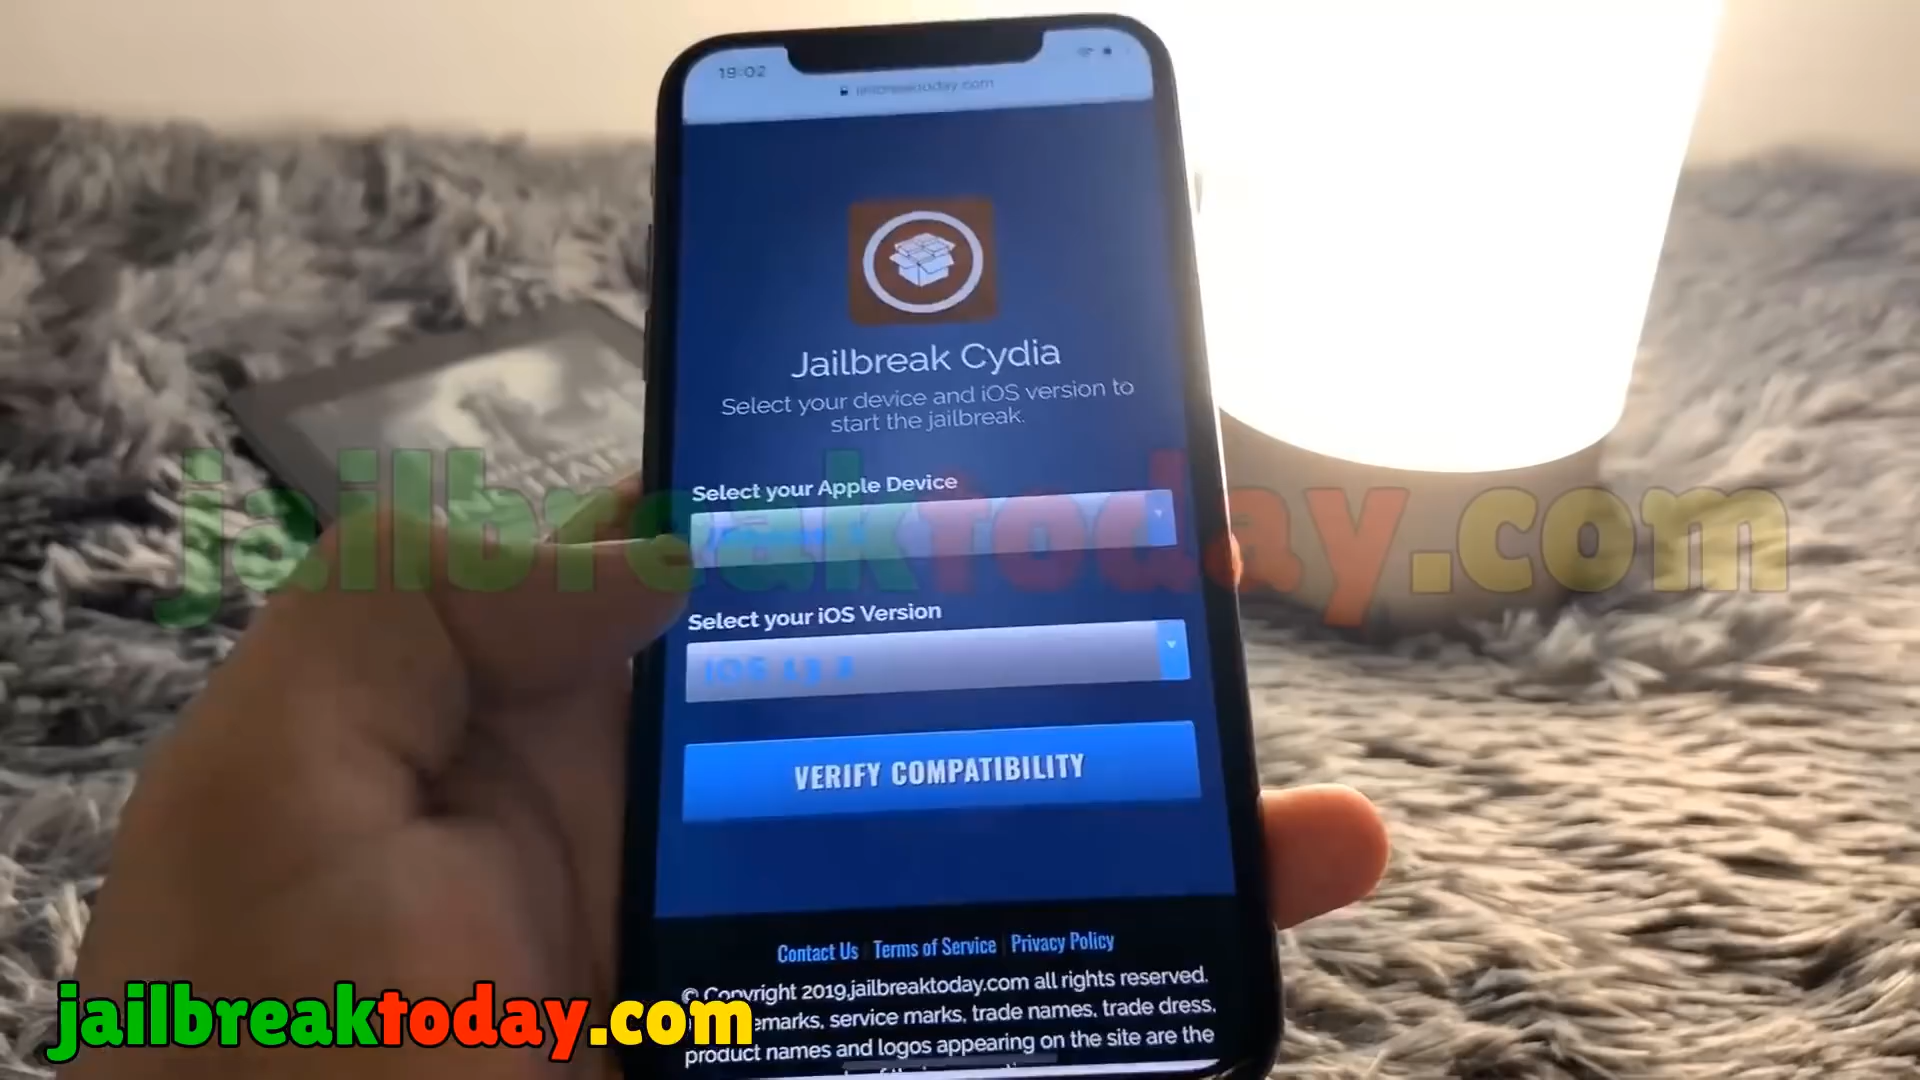 19:02
jailbreaktoday.com
Jailbreak Cydia
Select your device and iOS version to
start the jailbreak.
Select your Apple Device
jailbreaktoday.com
Select your iOS Version
VERIFY COMPATIBILITY
Contact Us
Terms of Service
Privacy Policy
© Copyright 2019.jailbreaktoday.com all rights reserved.
service marks, trade names, trade dress,
product names and logos appearing on the site are the
jailbreaktoday.com